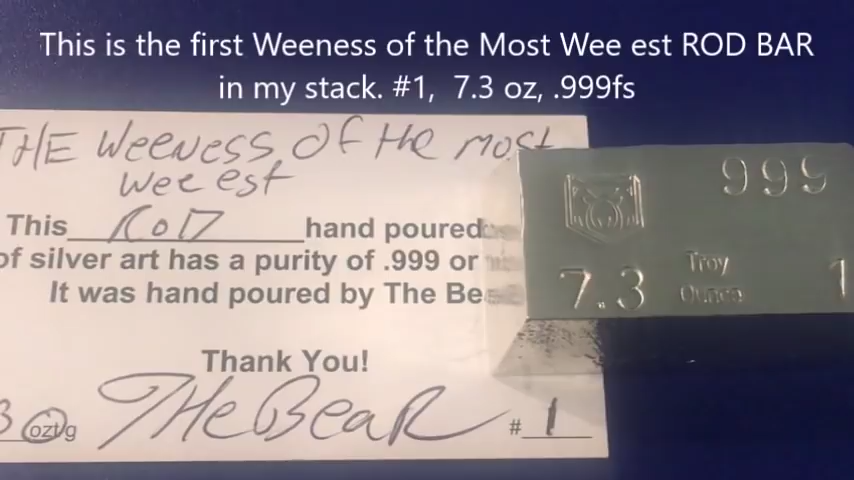 This is the first Weeness of the Most Wee est ROD BAR
in my stack. #1, 7.3 oz, .999fs
THE Weeness Of the most
wee est
This ROD hand poured
of silver art has a purity of .999 or
It was hand poured by The Be
Thank You!
3 ozt/g THe BeaR # 1
999
7.3 Troy Ounce 1